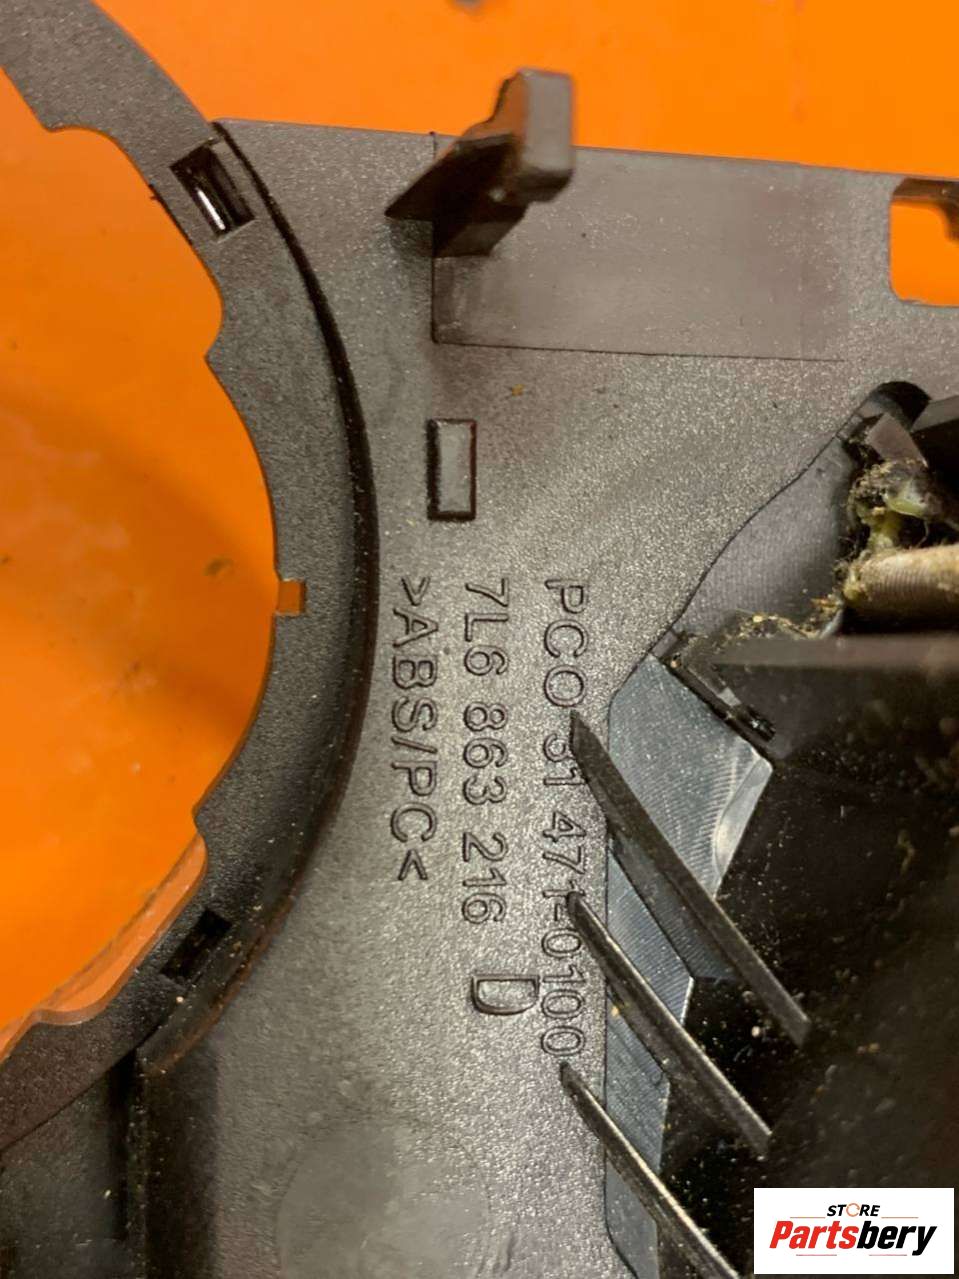 PCO 31 471-0100
7L6 863 216 D
>ABS/PC<
STORE
Partsbery